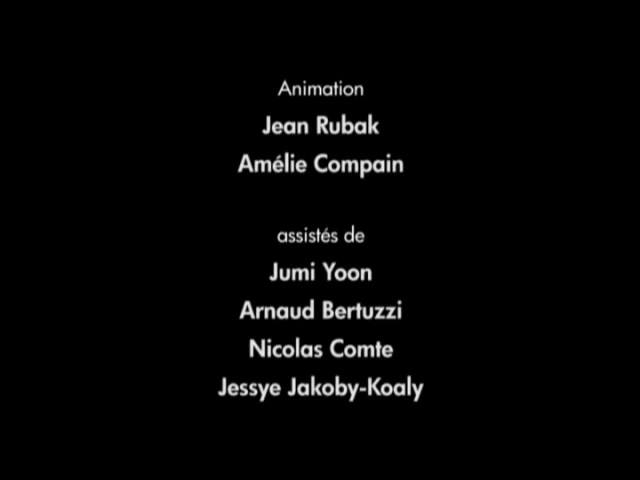 Animation
Jean Rubak
Amélie Compain
assistés de
Jumi Yoon
Arnaud Bertuzzi
Nicolas Comte
Jessye Jakoby-Koaly